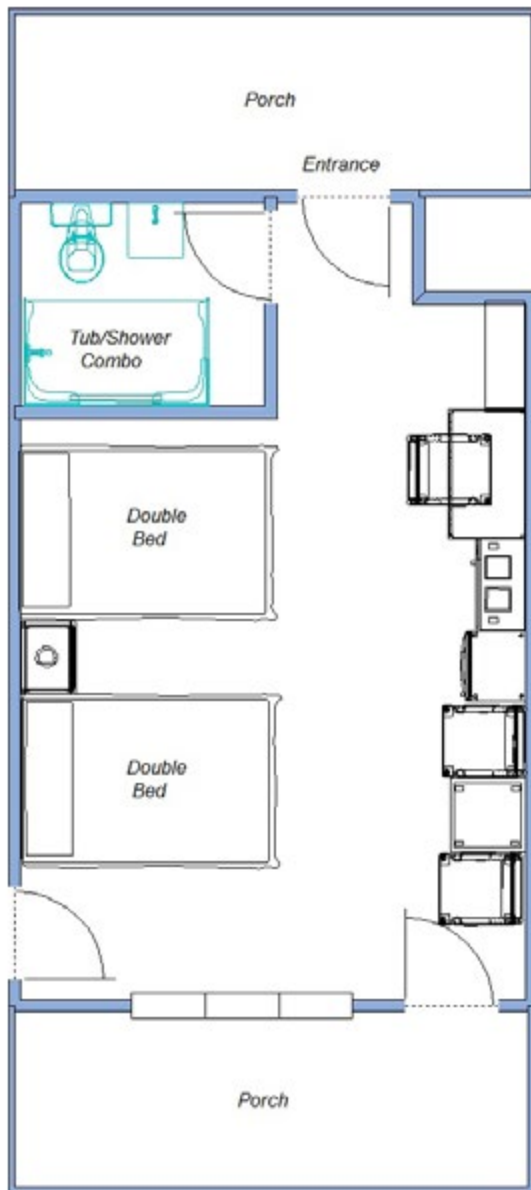 Porch
Entrance
Tub/Shower
Combo
Double
Bed
Double
Bed
Porch